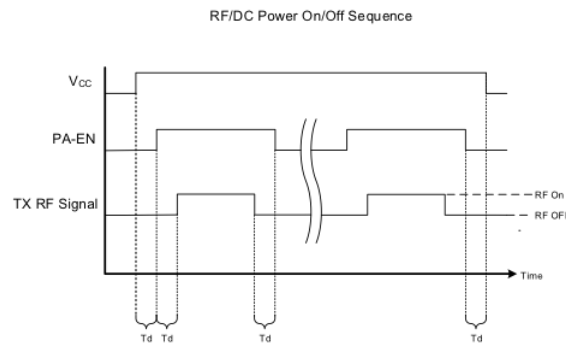 RF/DC Power On/Off Sequence
Vcc
PA-EN
TX RF Signal
RF On
RF OFF
Time
Td Td Td Td